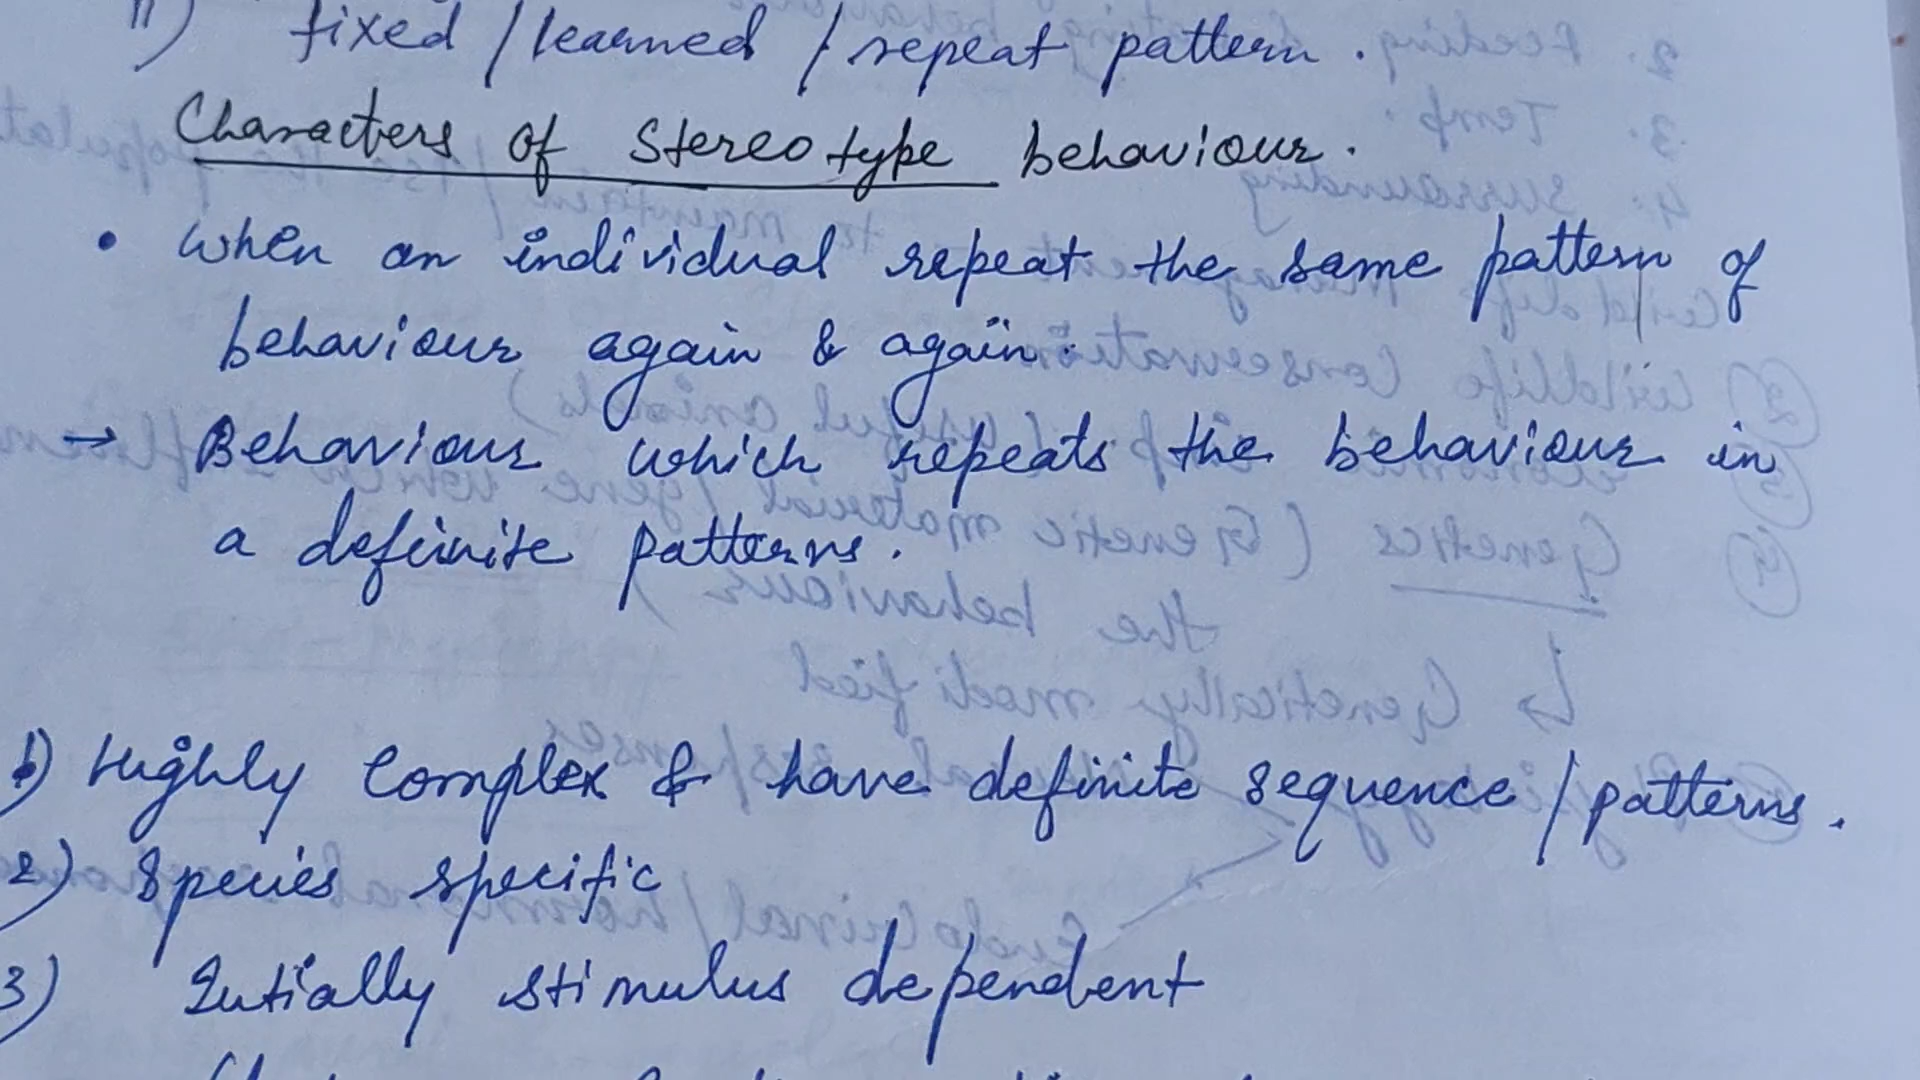 11) fixed / learned / repeat pattern.
Characters of Stereotype behaviour.
• When an individual repeat the same pattern of
behaviour again & again.
→ Behaviour which repeats the behaviour in
a definite patterns.
1) Highly complex & have definite sequence / patterns.
2) Species specific
3) Intially stimulus dependent